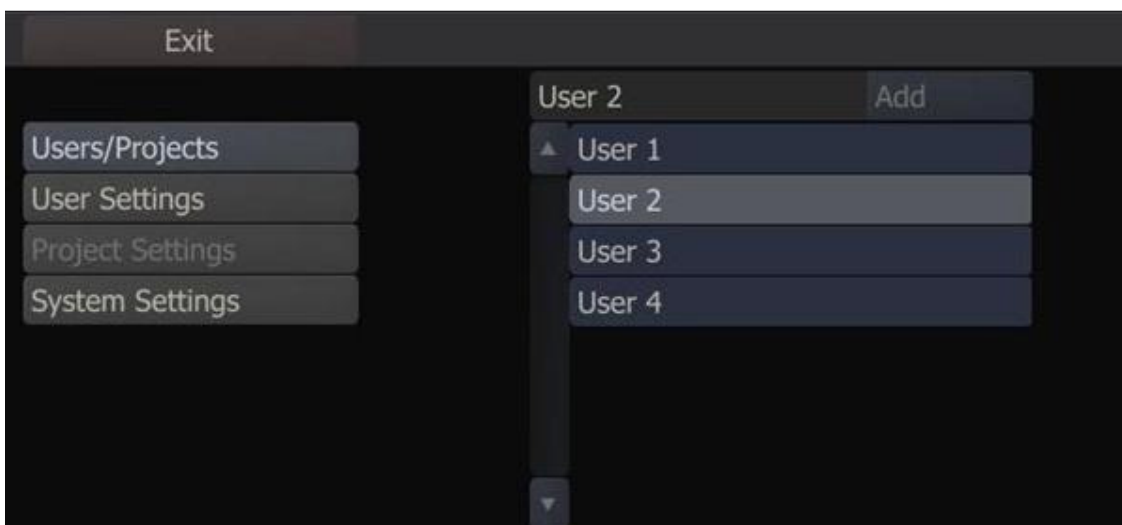 Exit
User 2 Add
Users/Projects
User 1
User Settings
User 2
Project Settings
User 3
System Settings
User 4